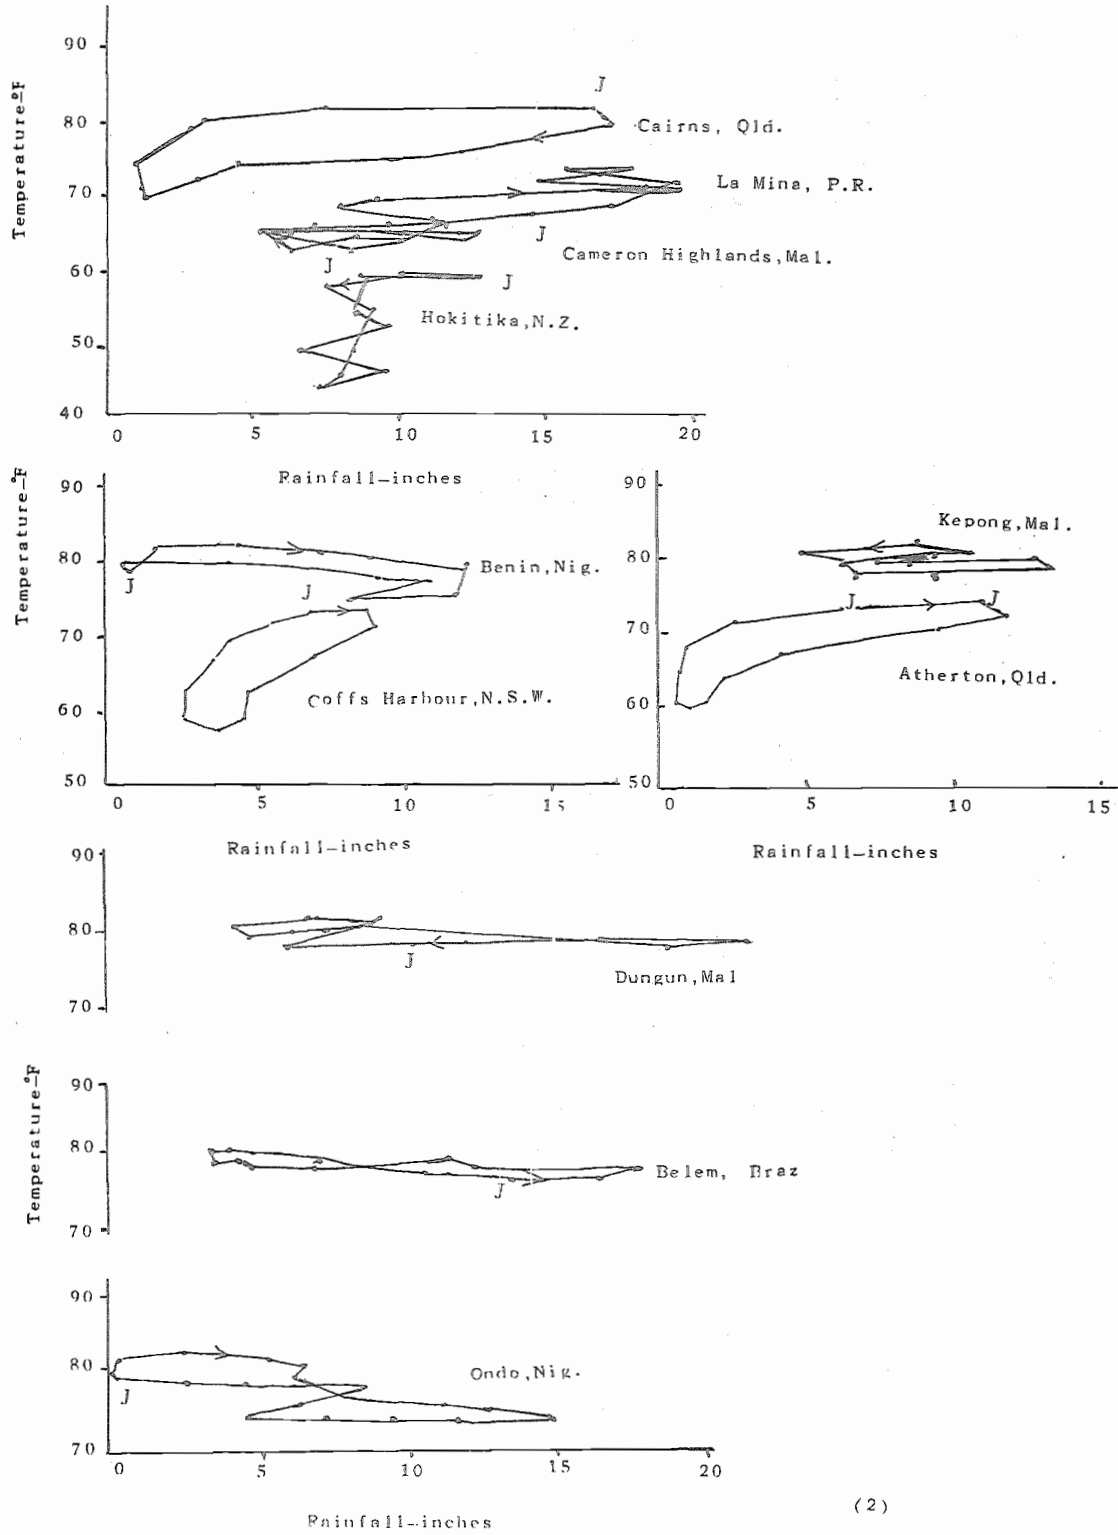 90
80
70
60
50
40
Temperature-°F
J
Cairns, Qld.
La Mina, P.R.
J
Cameron Highlands,Mal.
J
J
Hokitika,N.Z.
0 5 10 15 20
Rainfall-inches
Temperature-°F
90
80
70
60
50
J
Benin,Nig.
J
Coffs Harbour,N.S.W.
0 5 10 15
Rainfall-inches
90
80
70
60
50
Kepong,Mal.
J
J
Atherton,Qld.
0 5 10 15
Rainfall-inches
90
80
70
J
Dungun,Mal
Temperature-°F
90
80
70
J
Belem, Braz
90
80
70
J
Ondo,Nig.
0 5 10 15 20
Rainfall-inches
(2)